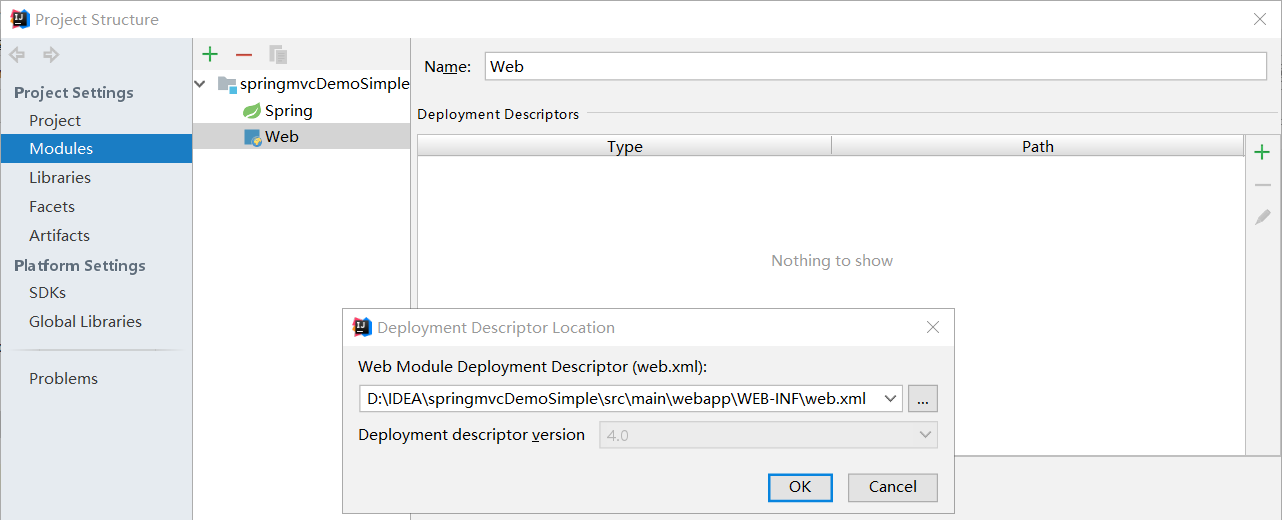 Project Structure
Project Settings
Project
Modules
Libraries
Facets
Artifacts
Platform Settings
SDKs
Global Libraries
Problems
springmvcDemoSimple
Spring
Web
Name: Web
Deployment Descriptors
Type Path
Nothing to show
Deployment Descriptor Location
Web Module Deployment Descriptor (web.xml):
D:\IDEA\springmvcDemoSimple\src\main\webapp\WEB-INF\web.xml ...
Deployment descriptor version 4.0
OK Cancel